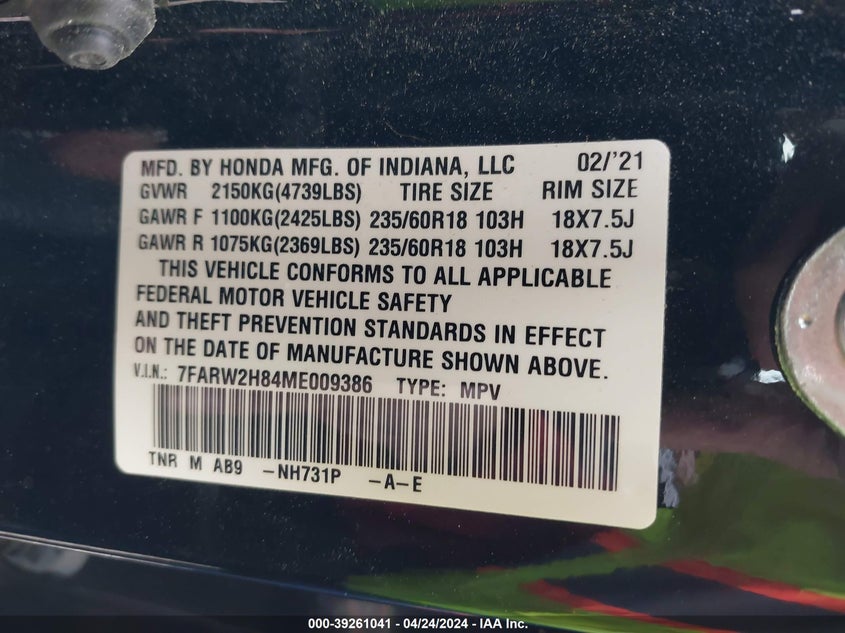 MFD. BY HONDA MFG. OF INDIANA, LLC 02/'21
GVWR 2150KG(4739LBS) TIRE SIZE RIM SIZE
GAWR F 1100KG(2425LBS) 235/60R18 103H 18X7.5J
GAWR R 1075KG(2369LBS) 235/60R18 103H 18X7.5J
THIS VEHICLE CONFORMS TO ALL APPLICABLE
FEDERAL MOTOR VEHICLE SAFETY
AND THEFT PREVENTION STANDARDS IN EFFECT
ON THE DATE OF MANUFACTURE SHOWN ABOVE.
V.I.N.: 7FARW2H84ME009386 TYPE: MPV
TNR M AB9 -NH731P -A-E
000-39261041 - 04/24/2024 - IAA Inc.